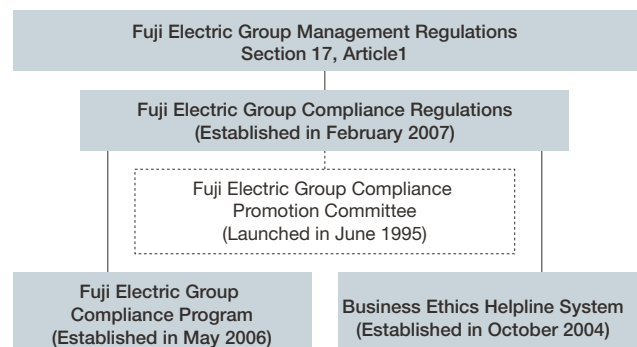 Fuji Electric Group Management Regulations
Section 17, Article1
Fuji Electric Group Compliance Regulations
(Established in February 2007)
Fuji Electric Group Compliance
Promotion Committee
(Launched in June 1995)
Fuji Electric Group
Compliance Program
(Established in May 2006)
Business Ethics Helpline System
(Established in October 2004)